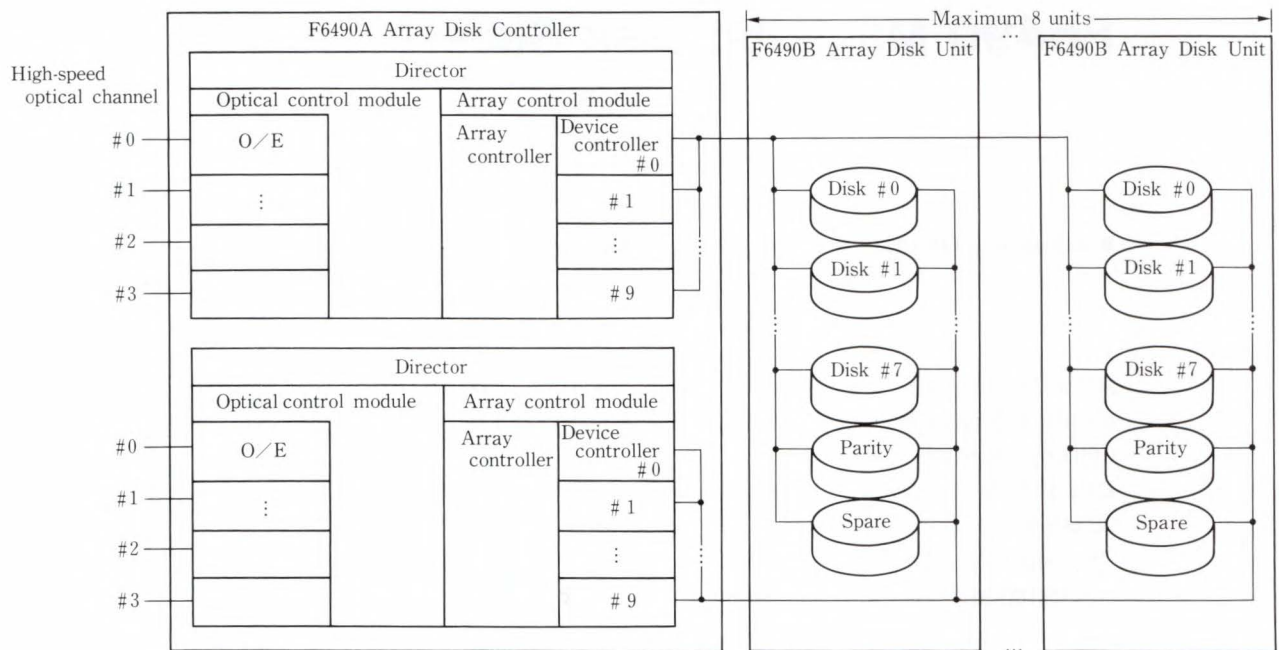 Maximum 8 units
...
F6490A Array Disk Controller
F6490B Array Disk Unit
F6490B Array Disk Unit
High-speed
optical channel
Director
Optical control module
Array control module
#0
O/E
Array
controller
Device
controller
#0
#1
⋮
#1
#2
⋮
#3
#9
⋮
Disk #0
Disk #1
⋮
⋮
Disk #7
Parity
Spare
Disk #0
Disk #1
⋮
⋮
Disk #7
Parity
Spare
Director
Optical control module
Array control module
#0
O/E
Array
controller
Device
controller
#0
#1
⋮
#1
#2
⋮
#3
#9
⋮
...